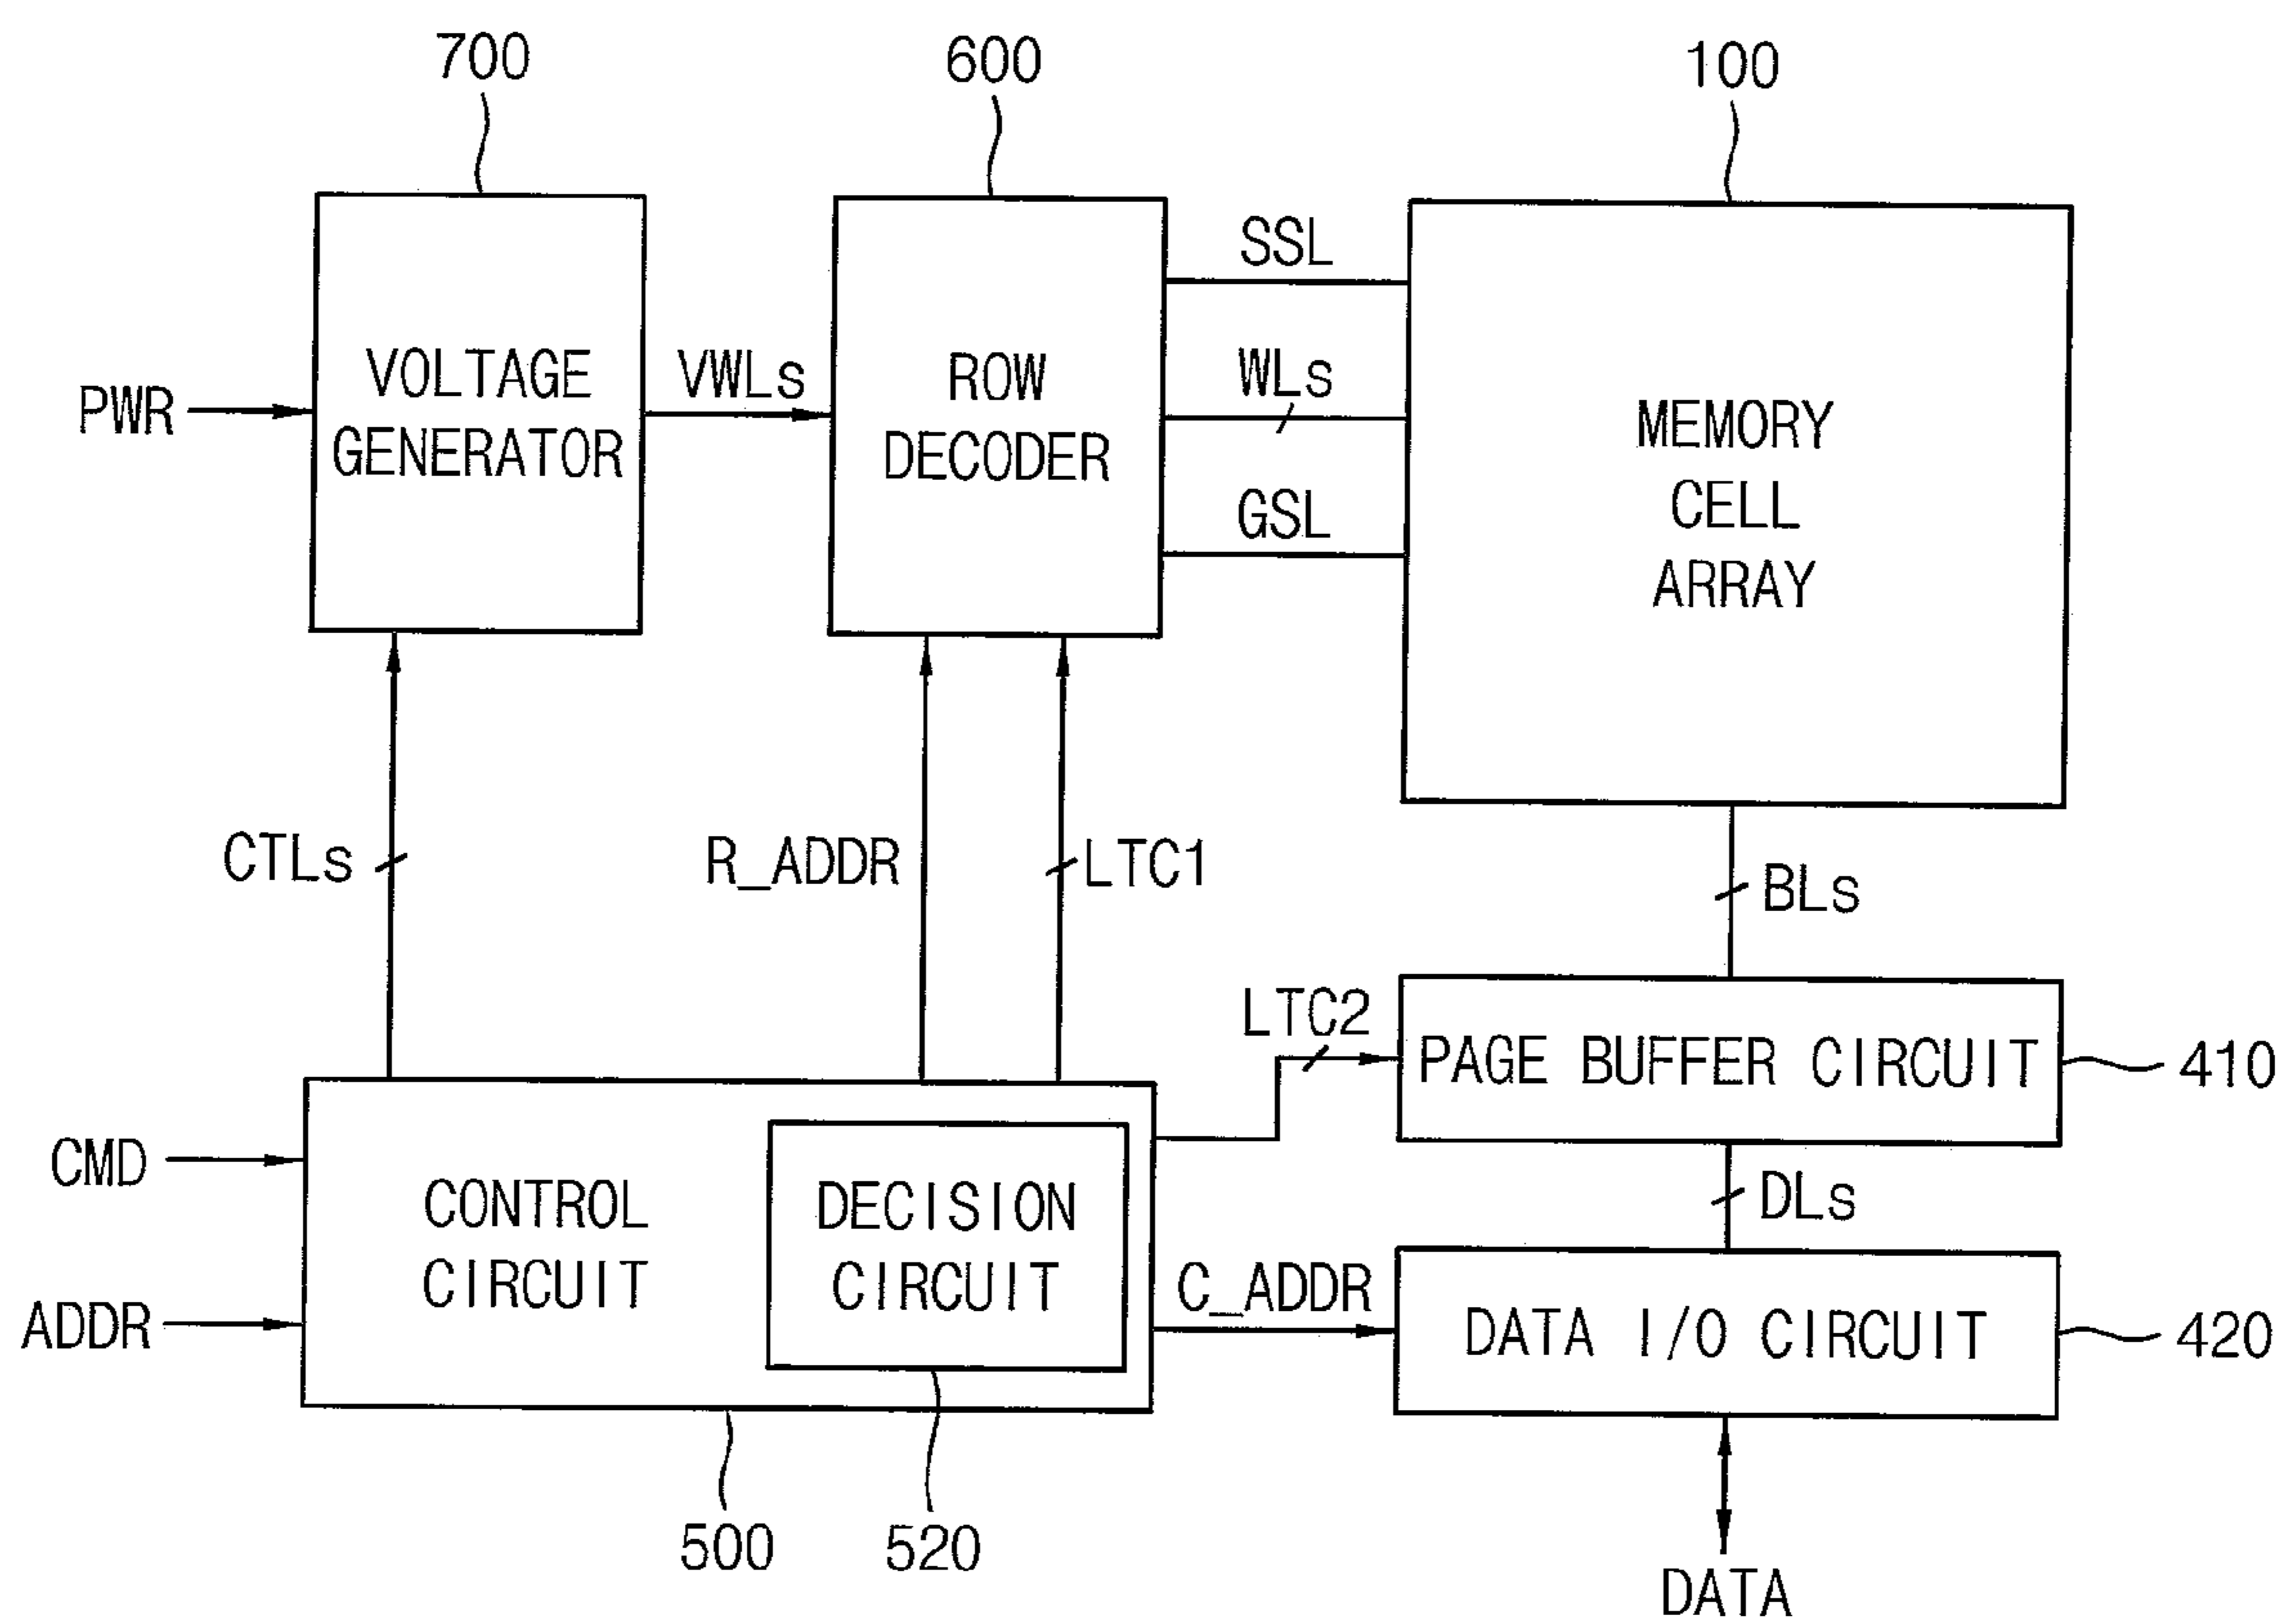 700
600
100
SSL
VOLTAGE
GENERATOR
VWLs
ROW
DECODER
WLs
PWR
MEMORY
CELL
ARRAY
GSL
CTLs
R_ADDR
LTC1
BLs
LTC2
PAGE BUFFER CIRCUIT
410
CMD
CONTROL
CIRCUIT
DECISION
CIRCUIT
DLs
C_ADDR
ADDR
DATA I/O CIRCUIT
420
500
520
DATA